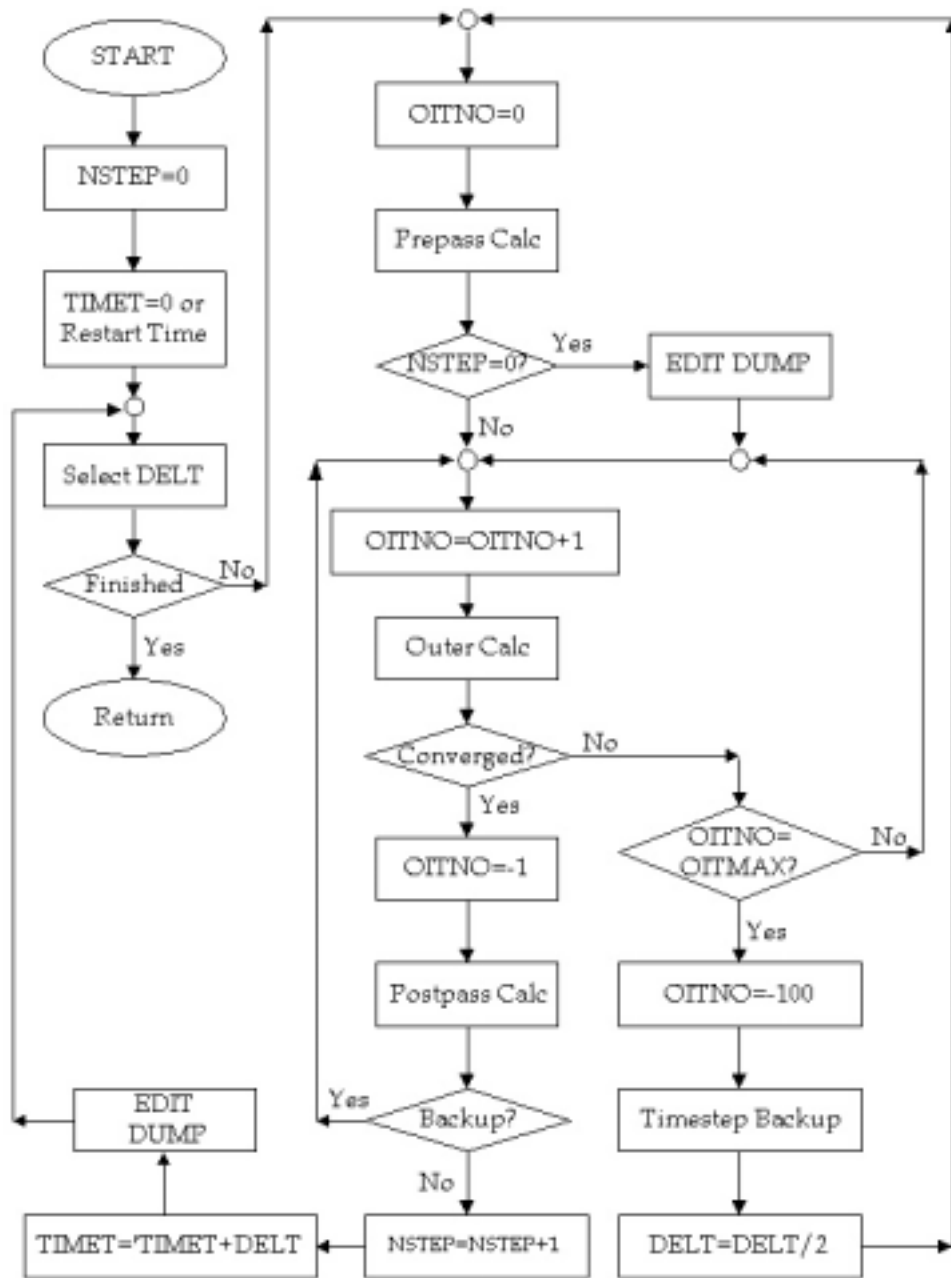 START
NSTEP=0
TIMET=0 or
Restart Time
Select DELT
Finished
No
Yes
Return
OITNO=0
Prepass Calc
NSTEP=0?
Yes
EDIT DUMP
No
OITNO=OITNO+1
Outer Calc
Converged?
No
Yes
OITNO=
OITMAX?
No
Yes
OITNO=-1
Postpass Calc
OITNO=-100
Timestep Backup
DELT=DELT/2
Backup?
Yes
No
NSTEP=NSTEP+1
TIMET=TIMET+DELT
EDIT
DUMP